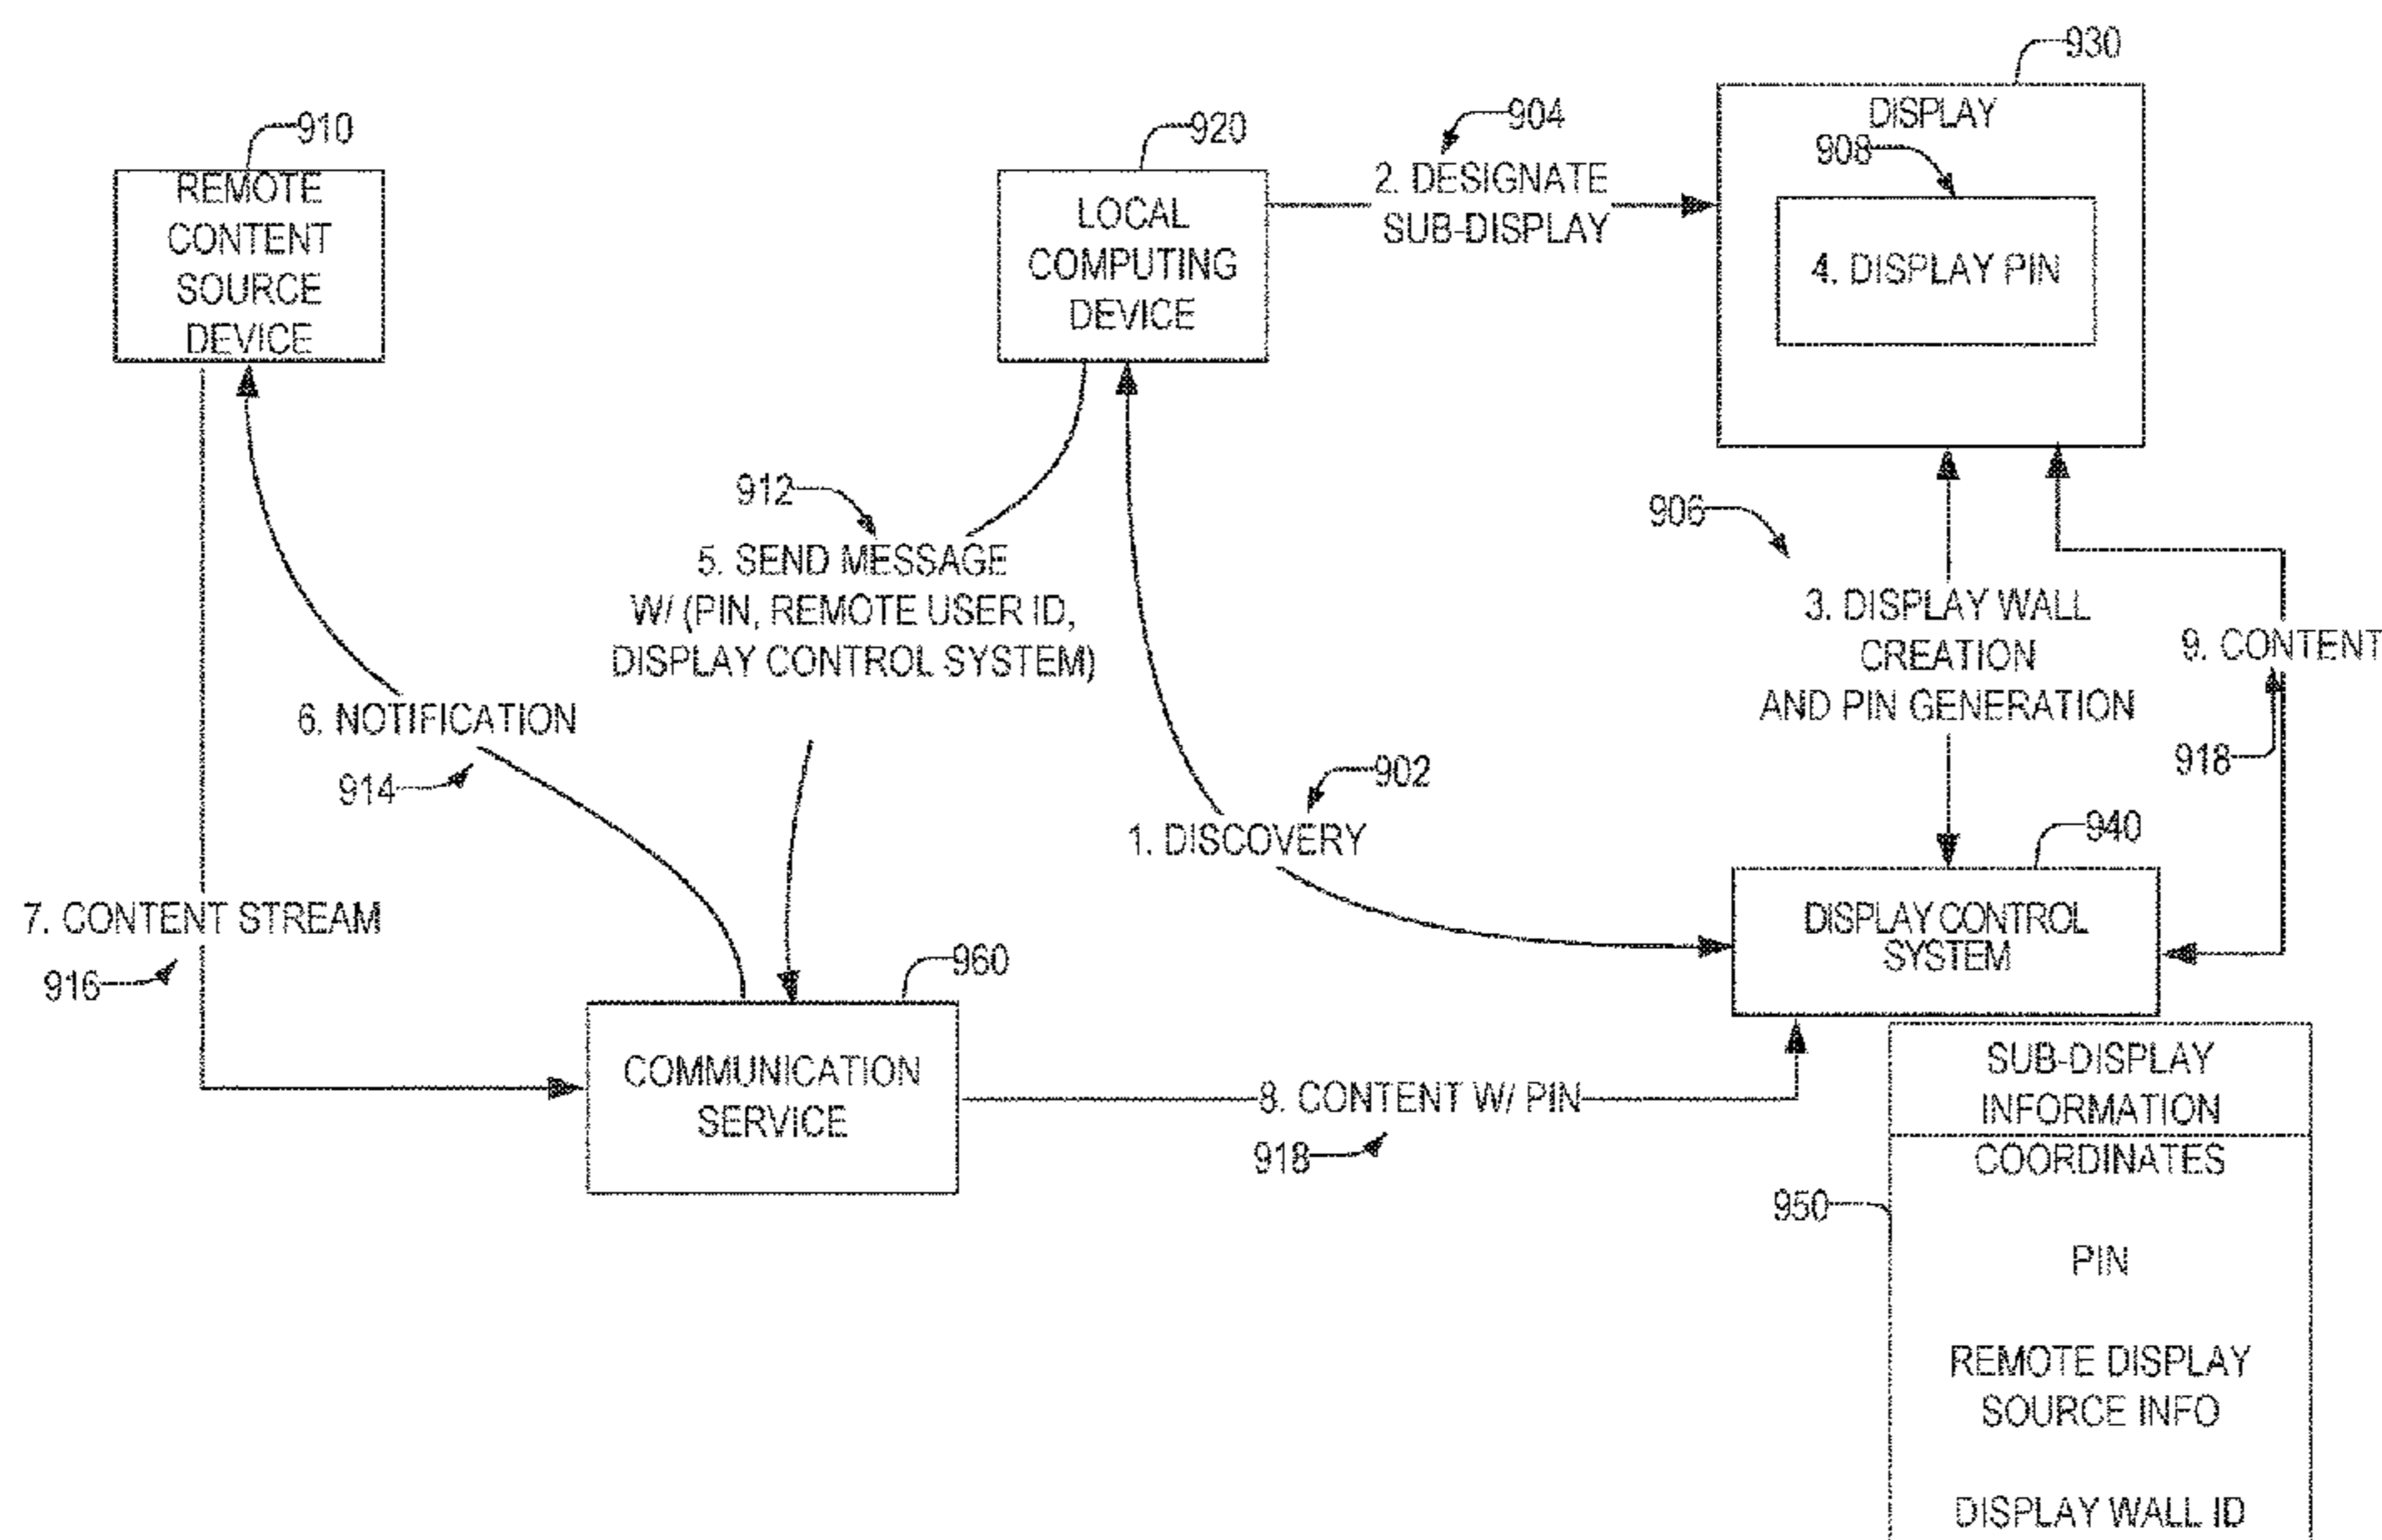 930
910
920
904
DISPLAY
908
REMOTE
CONTENT
SOURCE
DEVICE
LOCAL
COMPUTING
DEVICE
2. DESIGNATE
SUB-DISPLAY
4. DISPLAY PIN
912
906
5. SEND MESSAGE
W/ (PIN, REMOTE USER ID,
DISPLAY CONTROL SYSTEM)
3. DISPLAY WALL
CREATION
AND PIN GENERATION
9. CONTENT
918
6. NOTIFICATION
914
902
1. DISCOVERY
940
7. CONTENT STREAM
916
960
DISPLAY CONTROL
SYSTEM
COMMUNICATION
SERVICE
8. CONTENT W/ PIN
918
SUB-DISPLAY
INFORMATION
COORDINATES
950
PIN
REMOTE DISPLAY
SOURCE INFO
DISPLAY WALL ID